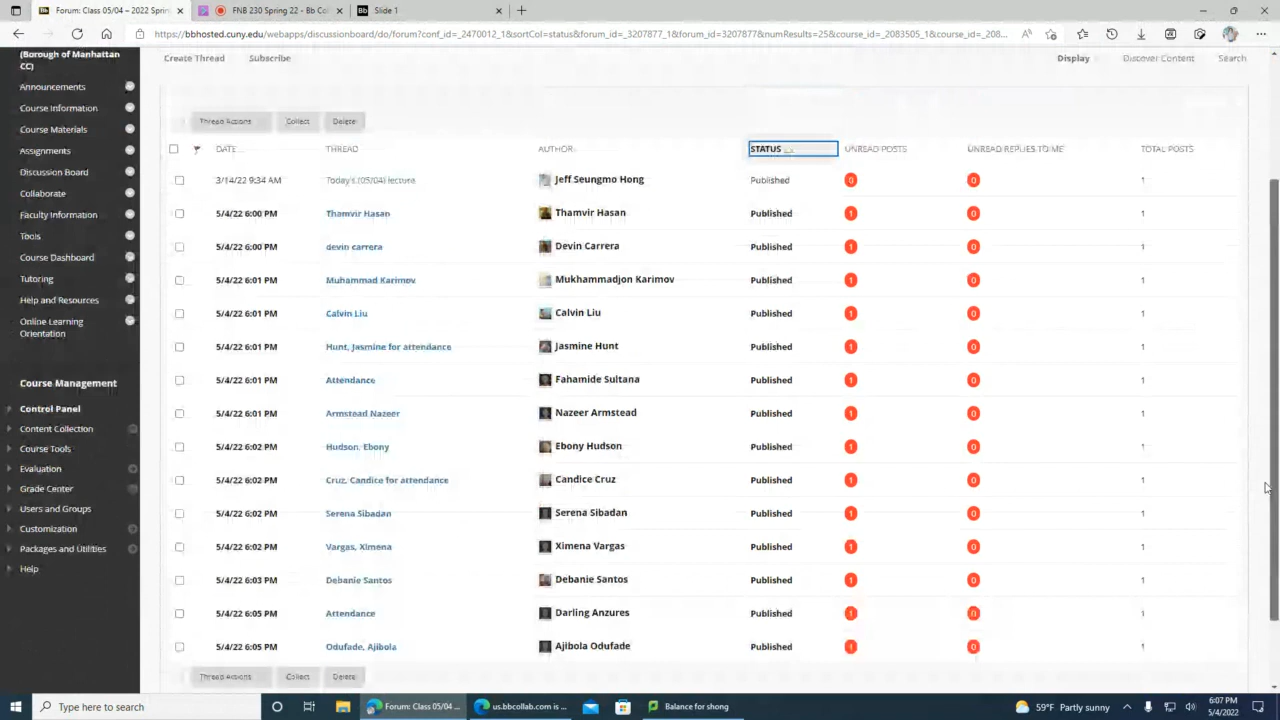 Forum: Class 05/04 – 2022 Sprin
FNB 230 Spring 22 - Bb Co
Slide 1
https://bbhosted.cuny.edu/webapps/discussionboard/do/forum?conf_id=_2470012_1&sortCol=status&forum_id=_3207877_1&forum_id=3207877&numResults=25&course_id=_2083505_1&course_id=_208...
(Borough of Manhattan
CC)
Announcements
Course Information
Course Materials
Assignments
Discussion Board
Collaborate
Faculty Information
Tools
Course Dashboard
Tutoring
Help and Resources
Online Learning
Orientation
Course Management
Control Panel
Content Collection
Course Tools
Evaluation
Grade Center
Users and Groups
Customization
Packages and Utilities
Help
Create Thread Subscribe Display Discover Content Search
Thread Actions Collect Delete
DATE THREAD AUTHOR STATUS UNREAD POSTS UNREAD REPLIES TO ME TOTAL POSTS
3/14/22 9:34 AM Today's (05/04) lecture Jeff Seungmo Hong Published 0 0 1
5/4/22 6:00 PM Thamvir Hasan Thamvir Hasan Published 1 0 1
5/4/22 6:00 PM devin carrera Devin Carrera Published 1 0 1
5/4/22 6:01 PM Muhammad Karimov Mukhammadjon Karimov Published 1 0 1
5/4/22 6:01 PM Calvin Liu Calvin Liu Published 1 0 1
5/4/22 6:01 PM Hunt, Jasmine for attendance Jasmine Hunt Published 1 0 1
5/4/22 6:01 PM Attendance Fahamide Sultana Published 1 0 1
5/4/22 6:01 PM Armstead Nazeer Nazeer Armstead Published 1 0 1
5/4/22 6:02 PM Hudson, Ebony Ebony Hudson Published 1 0 1
5/4/22 6:02 PM Cruz, Candice for attendance Candice Cruz Published 1 0 1
5/4/22 6:02 PM Serena Sibadan Serena Sibadan Published 1 0 1
5/4/22 6:02 PM Vargas, Ximena Ximena Vargas Published 1 0 1
5/4/22 6:03 PM Debanie Santos Debanie Santos Published 1 0 1
5/4/22 6:05 PM Attendance Darling Anzures Published 1 0 1
5/4/22 6:05 PM Odufade, Ajibola Ajibola Odufade Published 1 0 1
Thread Actions Collect Delete
Type here to search
Forum: Class 05/04 ...
us.bbcollab.com is ...
Balance for shong
59°F Partly sunny
6:07 PM
5/4/2022